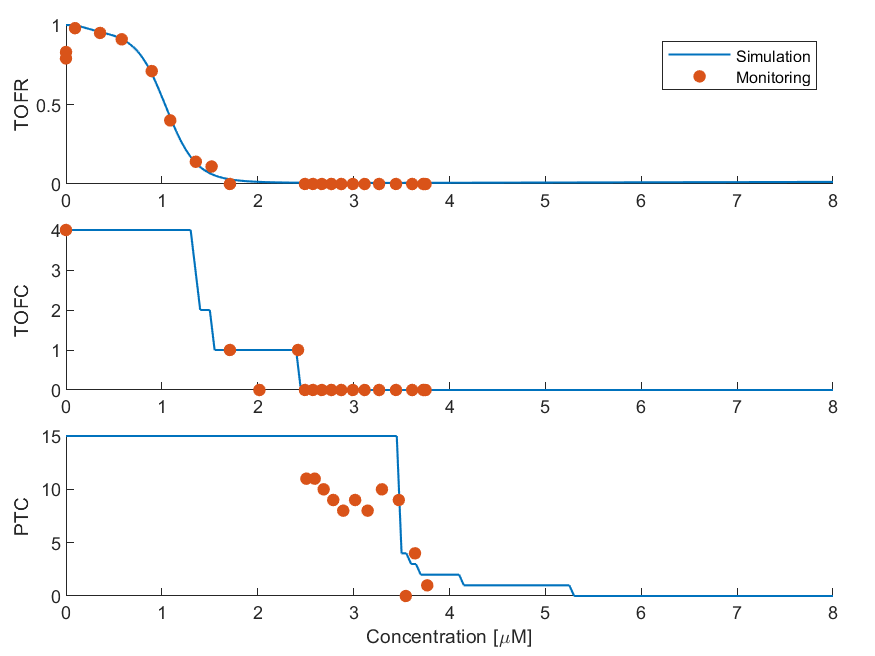 TOFR
1
0.5
0
0 1 2 3 4 5 6 7 8
Simulation
Monitoring
TOFC
4
3
2
1
0
0 1 2 3 4 5 6 7 8
PTC
15
10
5
0
0 1 2 3 4 5 6 7 8
Concentration [μM]